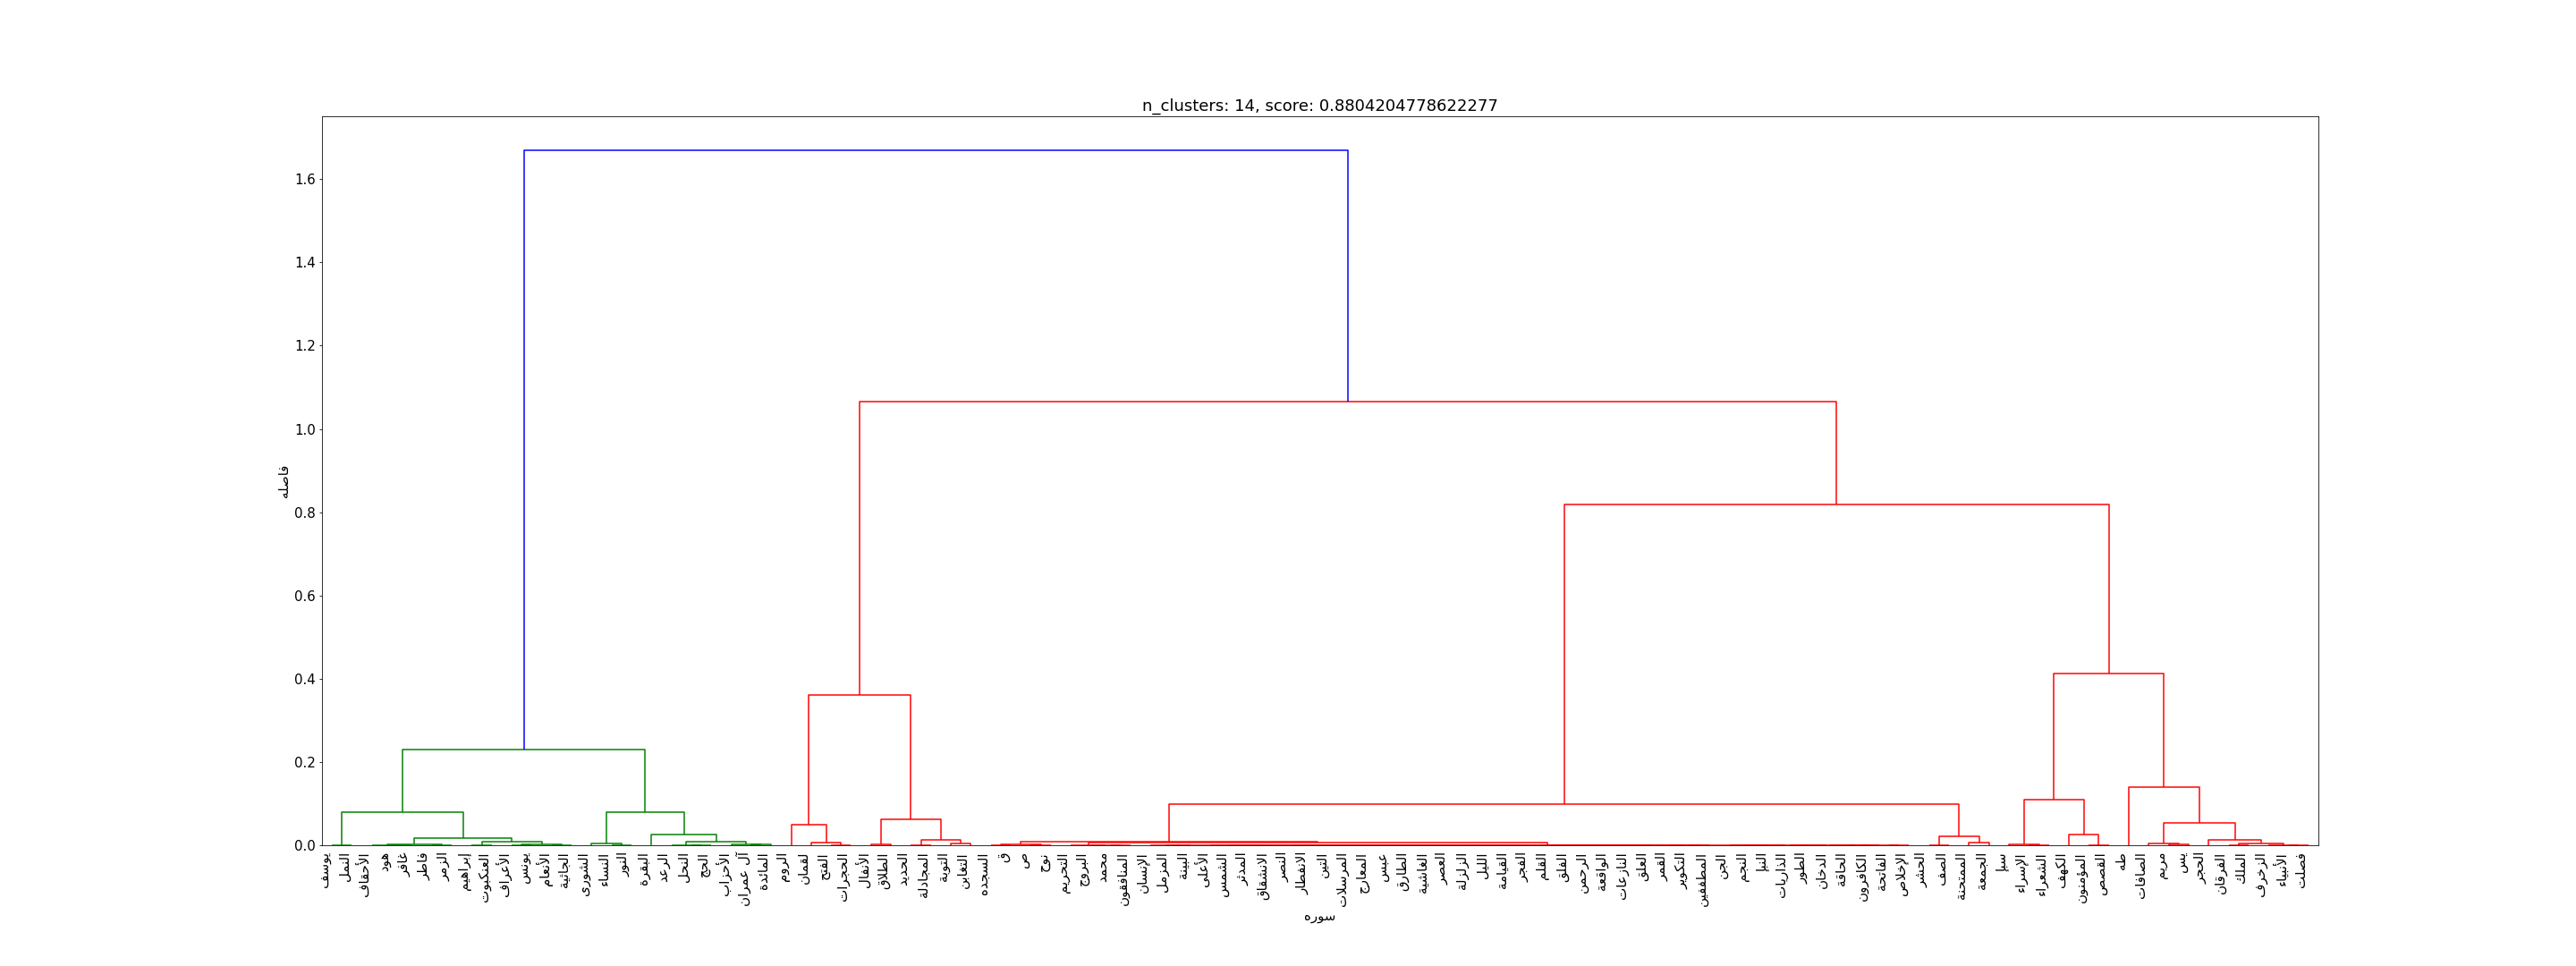 n_clusters: 14, score: 0.8804204778622277
1.6
1.4
1.2
1.0
0.8
0.6
0.4
0.2
0.0
فاصله
يوسف
النمل
الأحقاف
هود
غافر
فاطر
الزمر
إبراهيم
العنكبوت
الأعراف
يونس
الأنعام
الجاثية
الشورى
النساء
النور
البقرة
الرعد
النحل
الحج
الأحزاب
آل عمران
المائدة
الروم
لقمان
الفتح
الحجرات
الأنفال
الطلاق
الحديد
المجادلة
التوبة
التغابن
السجده
ق
ص
نوح
التحريم
البروج
محمد
المنافقون
الإنسان
المزمل
البينة
الأعلى
الشمس
المدثر
الانشقاق
النصر
الانفطار
التين
المرسلات
المعارج
عبس
الطارق
الغاشية
العصر
الزلزلة
الليل
القيامة
الفجر
القلم
الفلق
الرحمن
الواقعة
النازعات
العلق
القمر
التكوير
المطففين
الجن
النجم
النبإ
الذاريات
الطور
الدخان
الحاقة
الكافرون
الفاتحة
الإخلاص
الحشر
الصف
الممتحنة
الجمعة
سبإ
الإسراء
الشعراء
الكهف
المؤمنون
القصص
طه
الصافات
مريم
يس
الحجر
الفرقان
الملك
الزخرف
الأنبياء
فصلت
سوره